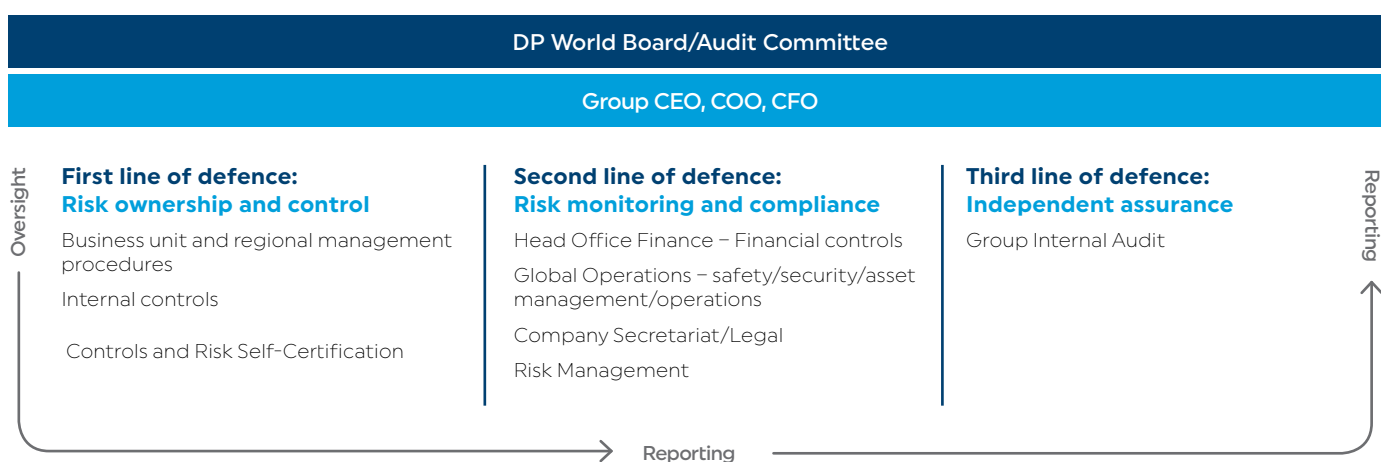 DP World Board/Audit Committee
Group CEO, COO, CFO
Oversight
First line of defence:
Risk ownership and control
Business unit and regional management
procedures
Internal controls
Controls and Risk Self-Certification
Second line of defence:
Risk monitoring and compliance
Head Office Finance – Financial controls
Global Operations – safety/security/asset
management/operations
Company Secretariat/Legal
Risk Management
Third line of defence:
Independent assurance
Group Internal Audit
Reporting
Reporting